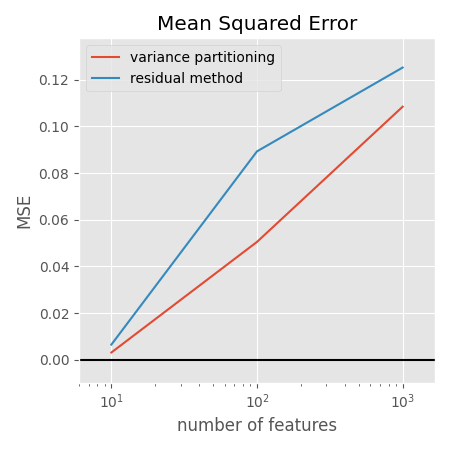 Mean Squared Error
variance partitioning
residual method
0.12
0.10
0.08
0.06
0.04
0.02
0.00
MSE
10¹ 10² 10³
number of features